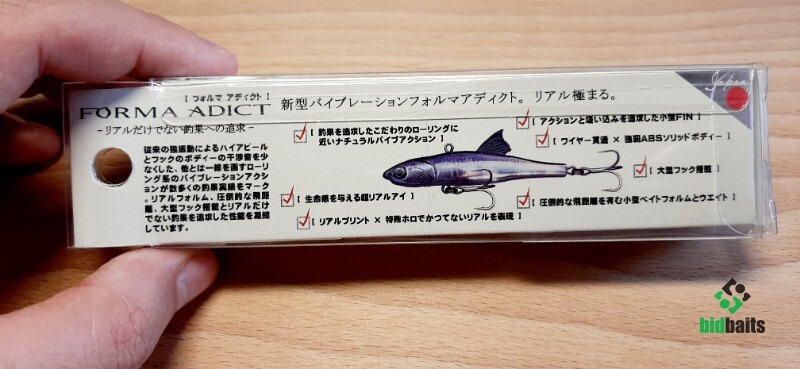 [ フォルマ アディクト ]
FORMA ADICT
-リアルだけでない釣果への追求-
新型バイブレーションフォルマアディクト。 リアル極まる。
Japan
従来の強振動によるハイアピール
とフックのボディーの干渉音を少
なくした、他とは一線を画すローリ
ング系のバイブレーションアクシ
ョンが数多くの釣果実績をマーク
。リアルフォルム、圧倒的な飛距
離、大型フック搭載とリアルだけ
でない釣果を追求した性能を凝縮
しています。
[ 釣果を追求したこだわりのローリングに
近いナチュラルバイブアクション ]
[ アクションと吸い込みを追求した小型FIN ]
[ ワイヤー貫通 × 強靭ABSソリッドボディー ]
[ 大型フック搭載 ]
[ 生命感を与える超リアルアイ ]
[ 圧倒的な飛距離を有む小型ベイトフォルムとウエイト ]
[ リアルプリント × 特殊ホロでかつてないリアルを表現 ]
bidbaits